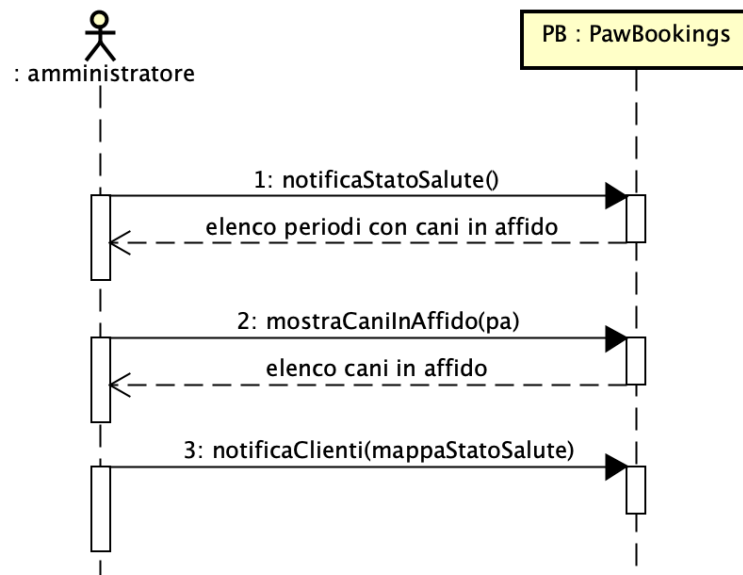 PB : PawBookings
: amministratore
1: notificaStatoSalute()
elenco periodi con cani in affido
2: mostraCaniInAffido(pa)
elenco cani in affido
3: notificaClienti(mappaStatoSalute)